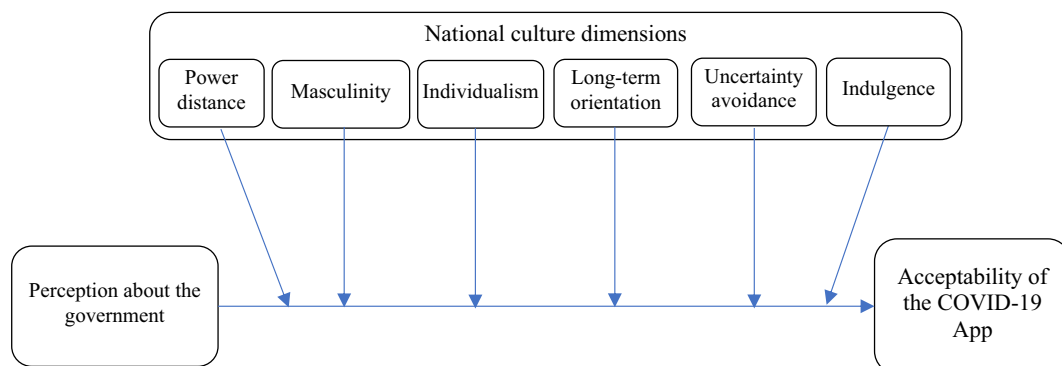 National culture dimensions
Power
distance
Masculinity
Individualism
Long-term
orientation
Uncertainty
avoidance
Indulgence
Perception about the
government
Acceptability of
the COVID-19
App